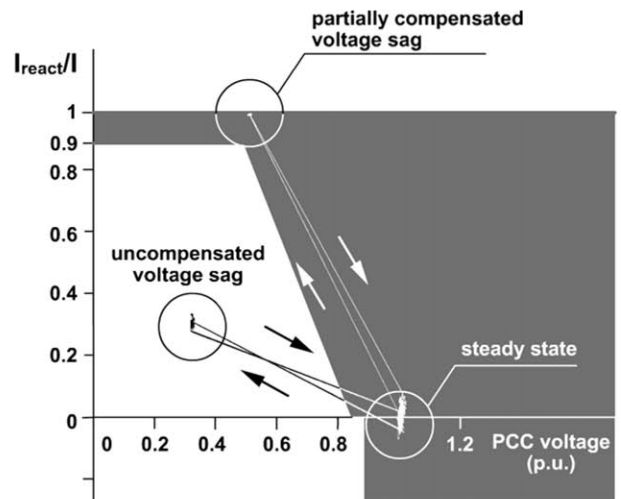 partially compensated
voltage sag
Ireact/I
1
0.9
0.8
0.6
uncompensated
voltage sag
0.4
steady state
0.2
0
0 0.2 0.4 0.6 0.8 1.2 PCC voltage
(p.u.)